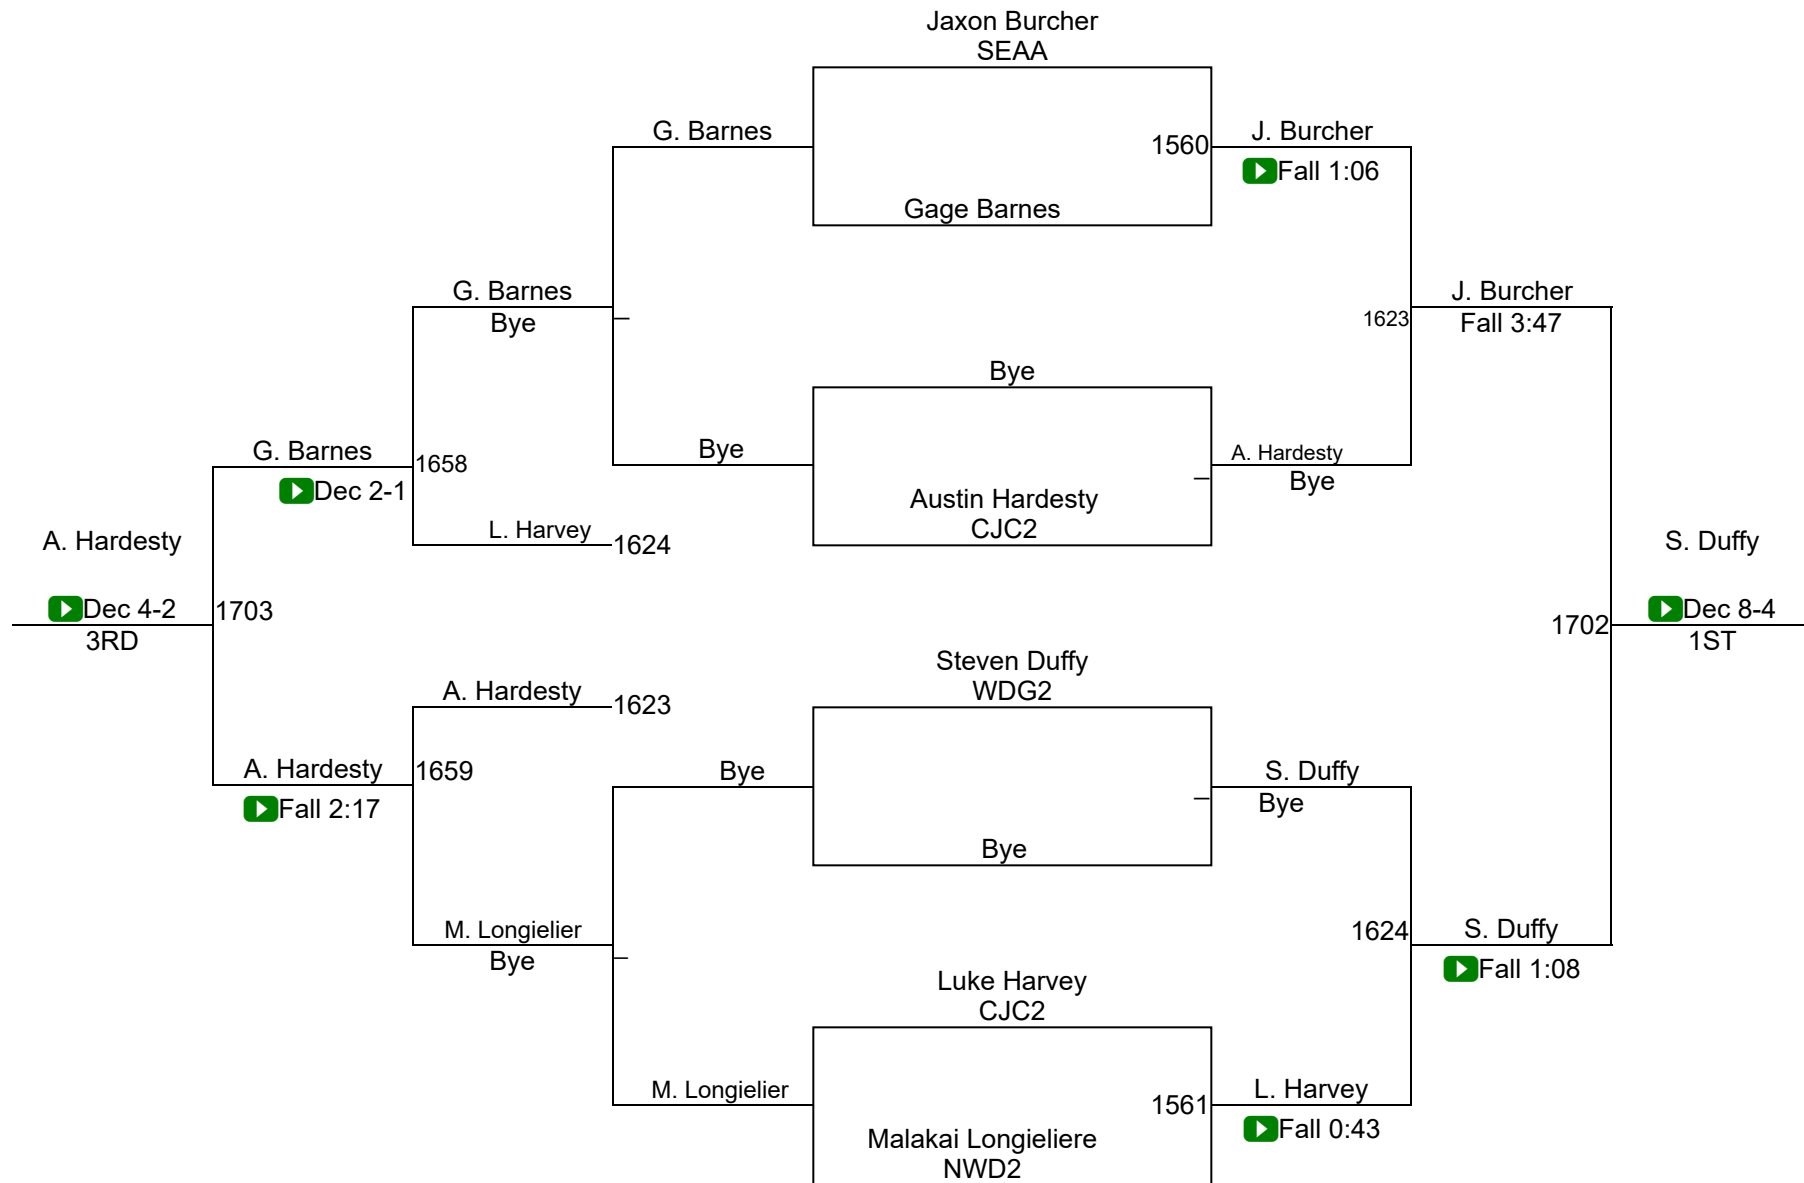 Jaxon Burcher
SEAA
G. Barnes
1560
J. Burcher
Fall 1:06
Gage Barnes
G. Barnes
Bye
J. Burcher
1623
Fall 3:47
Bye
G. Barnes
Bye
A. Hardesty
1658
Bye
Dec 2-1
Austin Hardesty
CJC2
L. Harvey
1624
A. Hardesty
S. Duffy
Dec 4-2
1703
3RD
1702
Dec 8-4
1ST
Steven Duffy
WDG2
A. Hardesty
1623
A. Hardesty
1659
Fall 2:17
Bye
S. Duffy
Bye
Bye
M. Longielier
Bye
1624
S. Duffy
Fall 1:08
Luke Harvey
CJC2
M. Longielier
1561
L. Harvey
Fall 0:43
Malakai Longieliere
NWD2